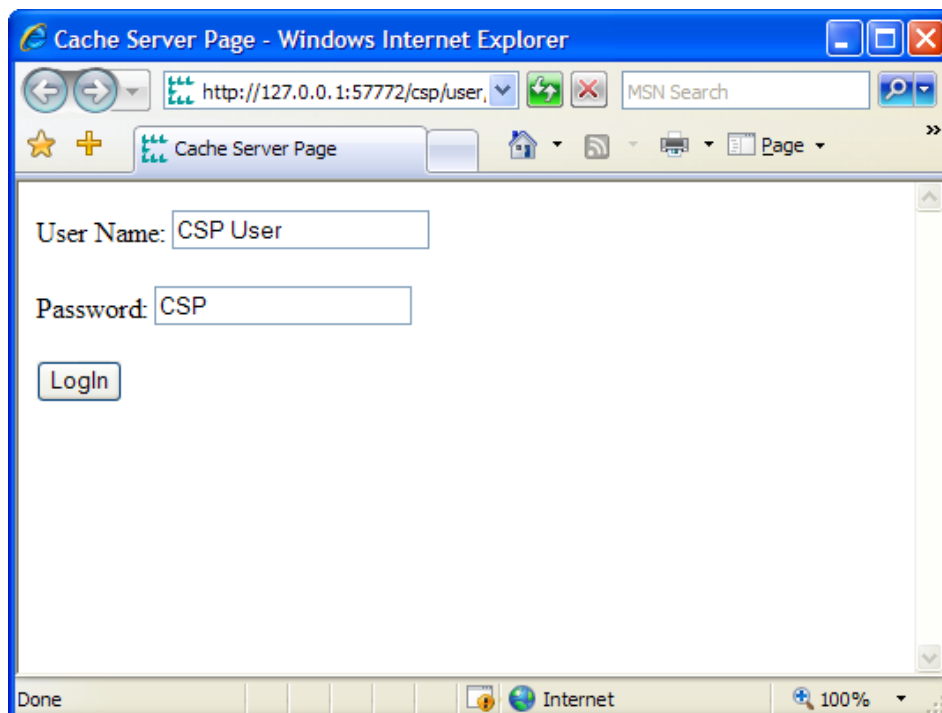 Cache Server Page - Windows Internet Explorer
http://127.0.0.1:57772/csp/user, MSN Search
Cache Server Page Page »
User Name: CSP User
Password: CSP
LogIn
Done Internet 100%